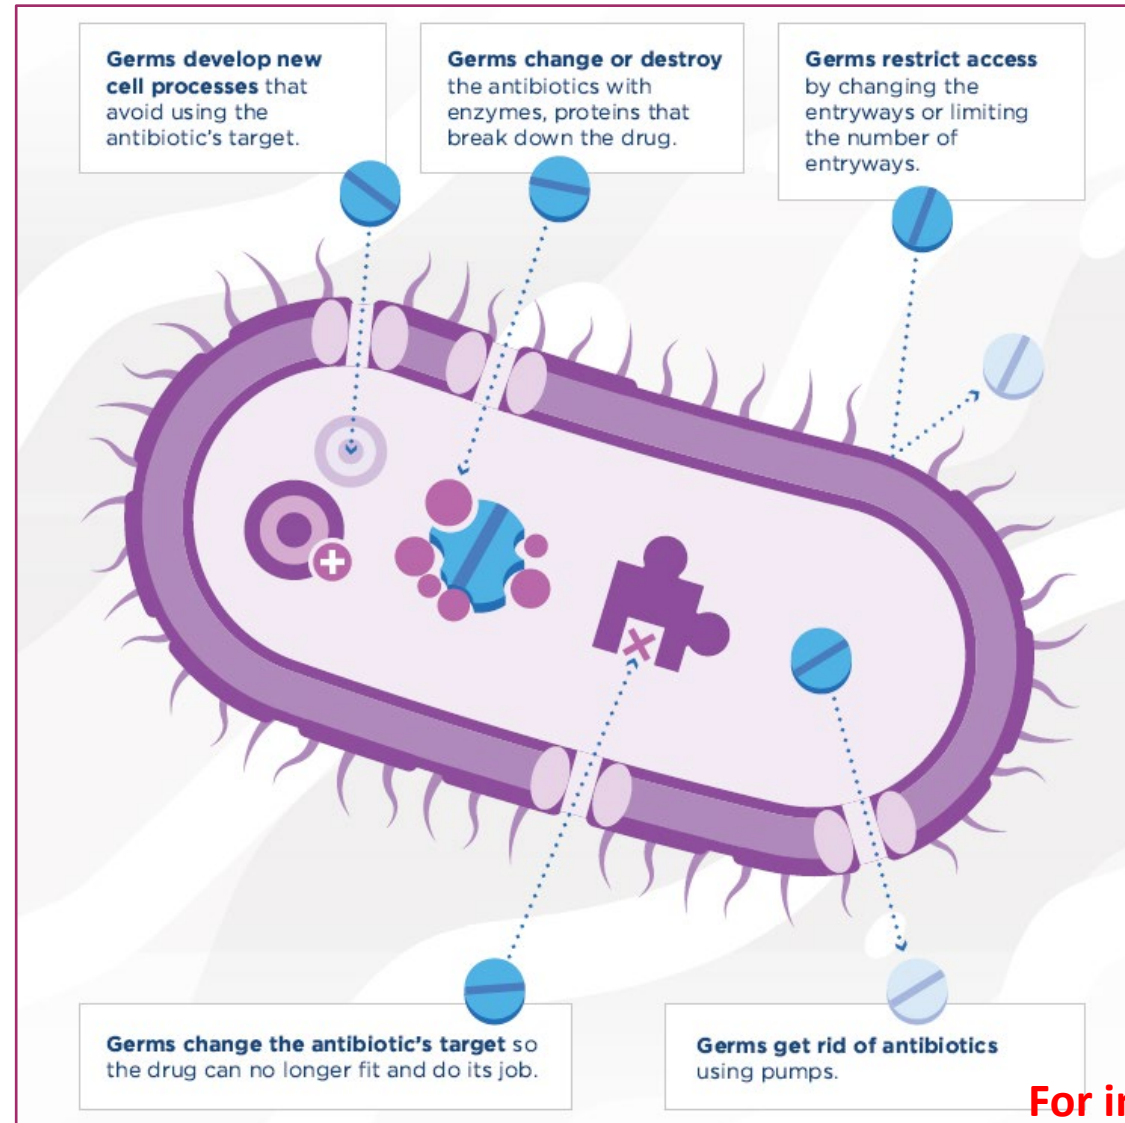 Germs develop new
cell processes that
avoid using the
antibiotic's target.
Germs change or destroy
the antibiotics with
enzymes, proteins that
break down the drug.
Germs restrict access
by changing the
entryways or limiting
the number of
entryways.
Germs change the antibiotic's target so
the drug can no longer fit and do its job.
Germs get rid of antibiotics
using pumps.
For